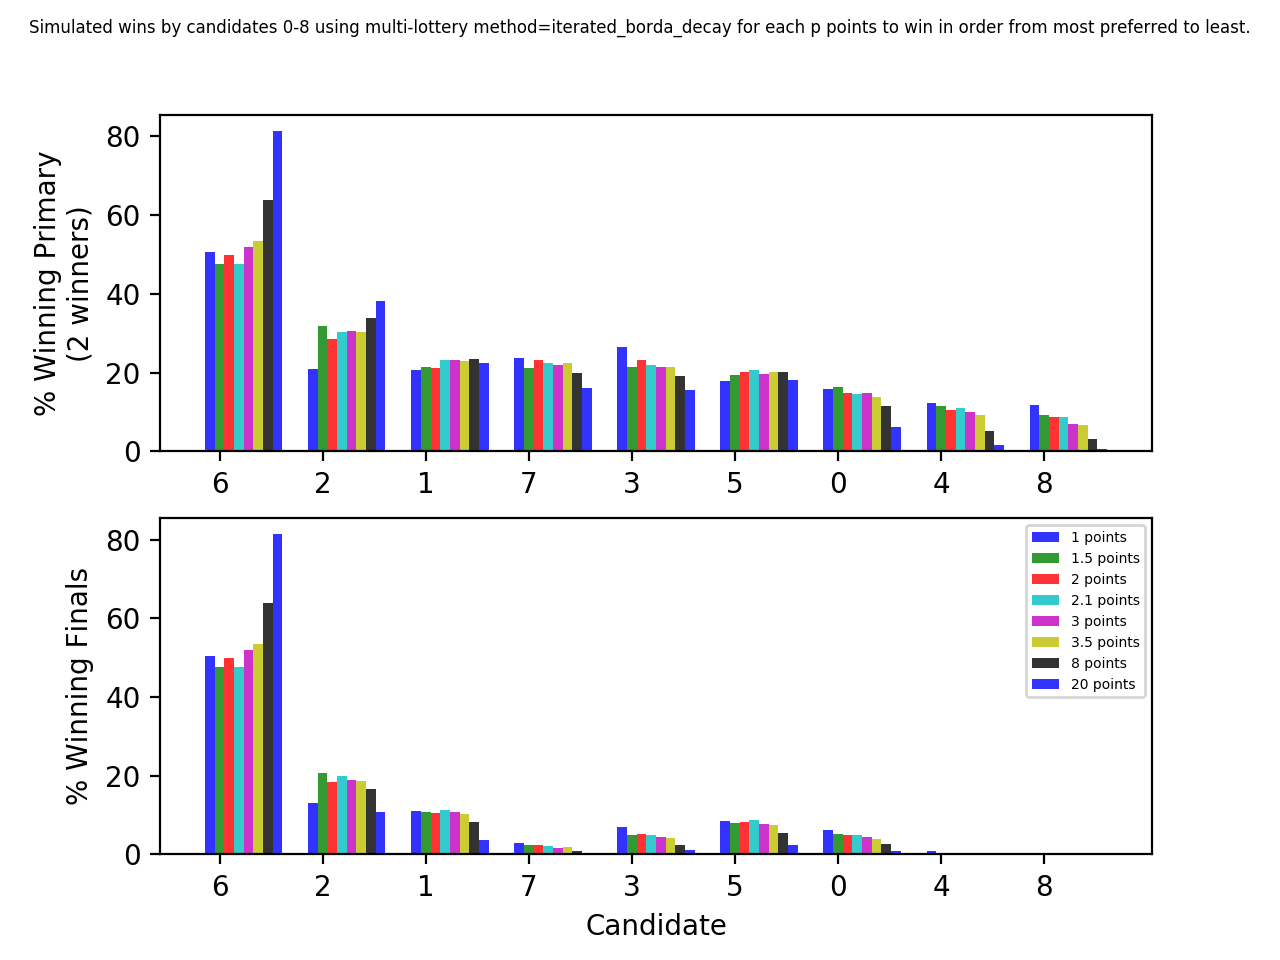 Simulated wins by candidates 0-8 using multi-lottery method=iterated_borda_decay for each p points to win in order from most preferred to least.
% Winning Primary
(2 winners)
80
60
40
20
0
6 2 1 7 3 5 0 4 8
% Winning Finals
80
60
40
20
0
1 points
1.5 points
2 points
2.1 points
3 points
3.5 points
8 points
20 points
6 2 1 7 3 5 0 4 8
Candidate